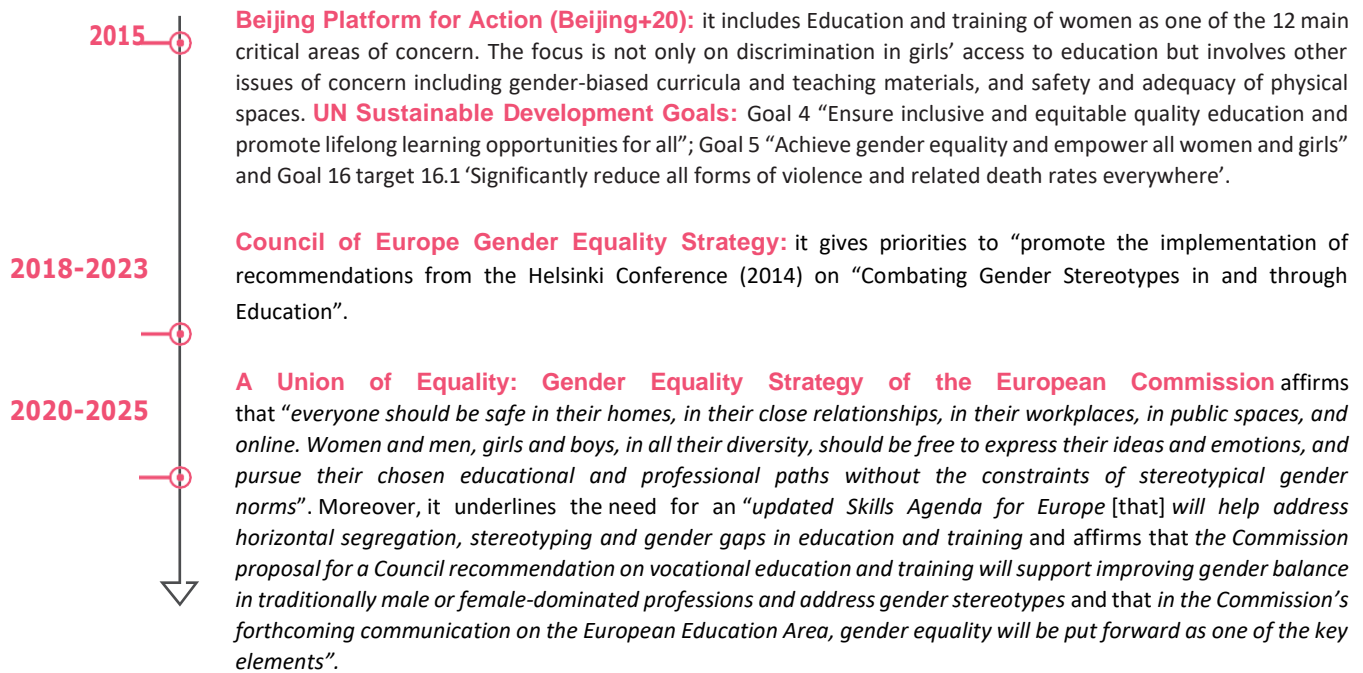 2015
Beijing Platform for Action (Beijing+20): it includes Education and training of women as one of the 12 main
critical areas of concern. The focus is not only on discrimination in girls’ access to education but involves other
issues of concern including gender-biased curricula and teaching materials, and safety and adequacy of physical
spaces. UN Sustainable Development Goals: Goal 4 “Ensure inclusive and equitable quality education and
promote lifelong learning opportunities for all”; Goal 5 “Achieve gender equality and empower all women and girls”
and Goal 16 target 16.1 ‘Significantly reduce all forms of violence and related death rates everywhere’.
2018-2023
Council of Europe Gender Equality Strategy: it gives priorities to “promote the implementation of
recommendations from the Helsinki Conference (2014) on “Combating Gender Stereotypes in and through
Education”.
2020-2025
A Union of Equality: Gender Equality Strategy of the European Commission affirms
that “everyone should be safe in their homes, in their close relationships, in their workplaces, in public spaces, and
online. Women and men, girls and boys, in all their diversity, should be free to express their ideas and emotions, and
pursue their chosen educational and professional paths without the constraints of stereotypical gender
norms”. Moreover, it underlines the need for an “updated Skills Agenda for Europe [that] will help address
horizontal segregation, stereotyping and gender gaps in education and training and affirms that the Commission
proposal for a Council recommendation on vocational education and training will support improving gender balance
in traditionally male or female-dominated professions and address gender stereotypes and that in the Commission’s
forthcoming communication on the European Education Area, gender equality will be put forward as one of the key
elements”.